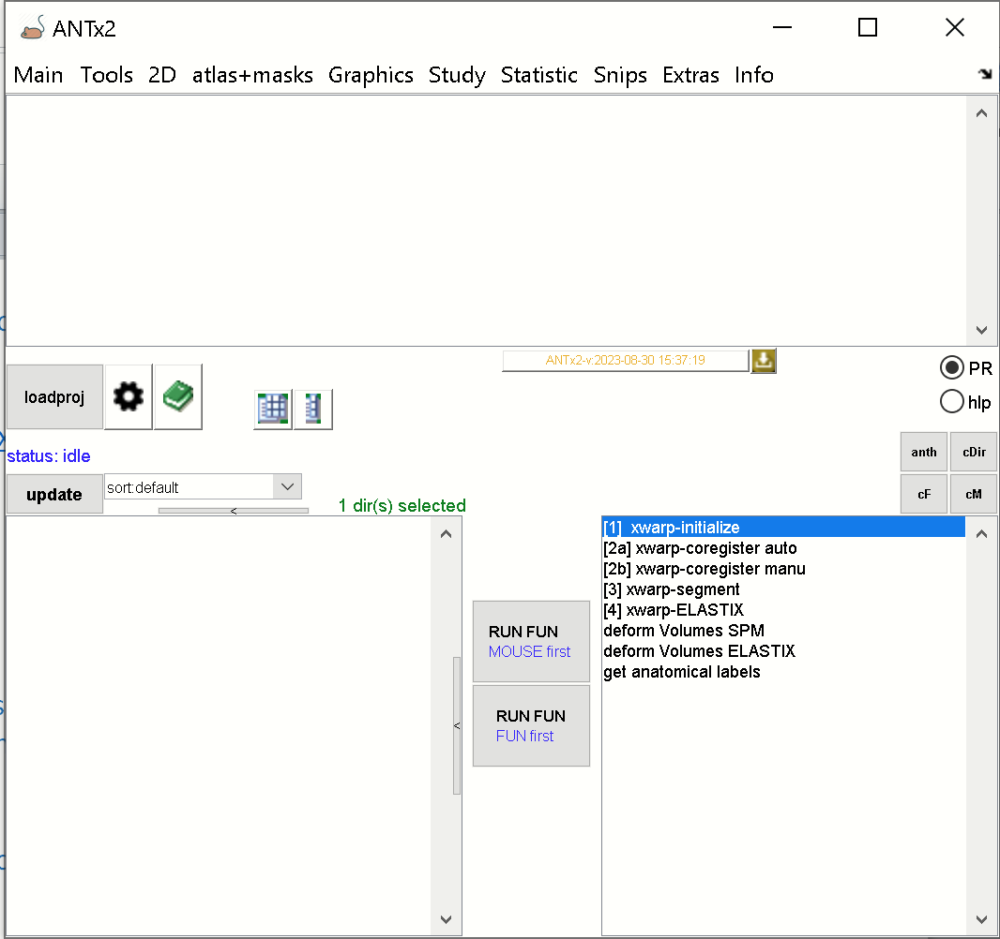 ANTx2
Main Tools 2D atlas+masks Graphics Study Statistic Snips Extras Info
ANTx2-v:2023-08-30 15:37:19
PR
loadproj
hlp
status: idle
anth cDir
update
sort:default
cF cM
1 dir(s) selected
[1] xwarp-initialize
[2a] xwarp-coregister auto
[2b] xwarp-coregister manu
[3] xwarp-segment
[4] xwarp-ELASTIX
deform Volumes SPM
deform Volumes ELASTIX
get anatomical labels
RUN FUN
MOUSE first
RUN FUN
FUN first